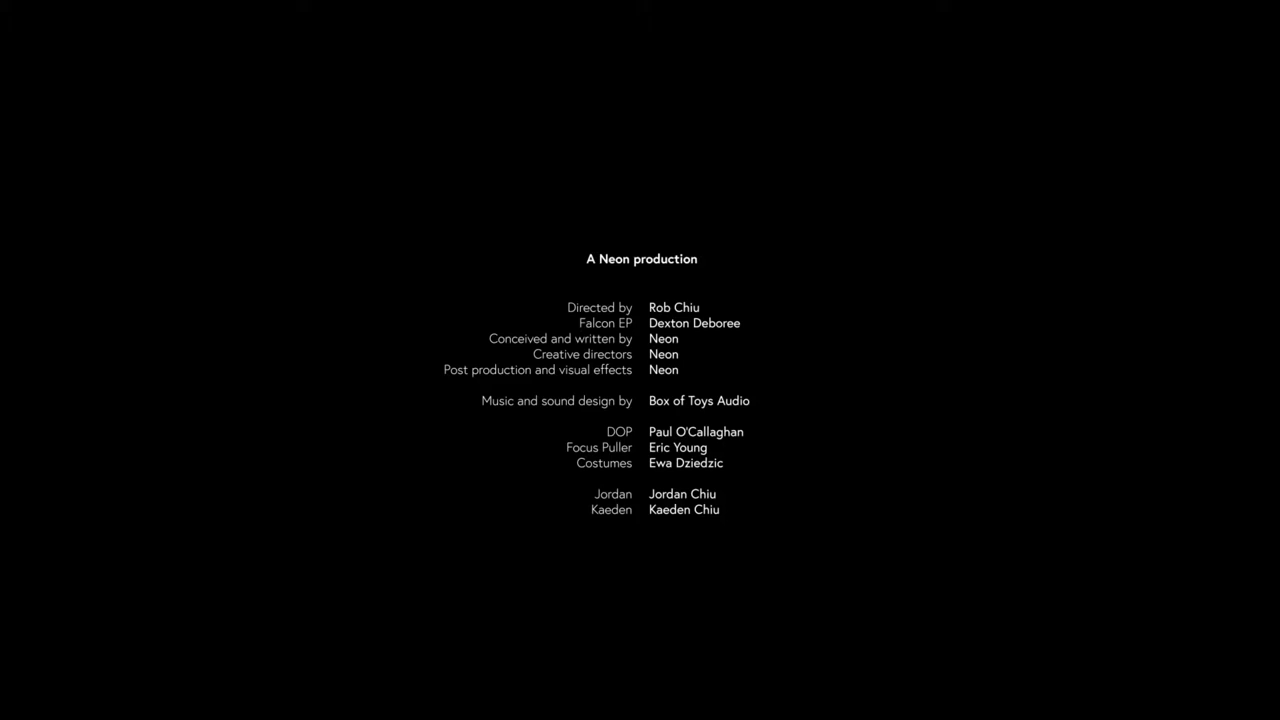 A Neon production
Directed by Rob Chiu
Falcon EP Dexton Deboree
Conceived and written by Neon
Creative directors Neon
Post production and visual effects Neon
Music and sound design by Box of Toys Audio
DOP Paul O'Callaghan
Focus Puller Eric Young
Costumes Ewa Dziedzic
Jordan Jordan Chiu
Kaeden Kaeden Chiu